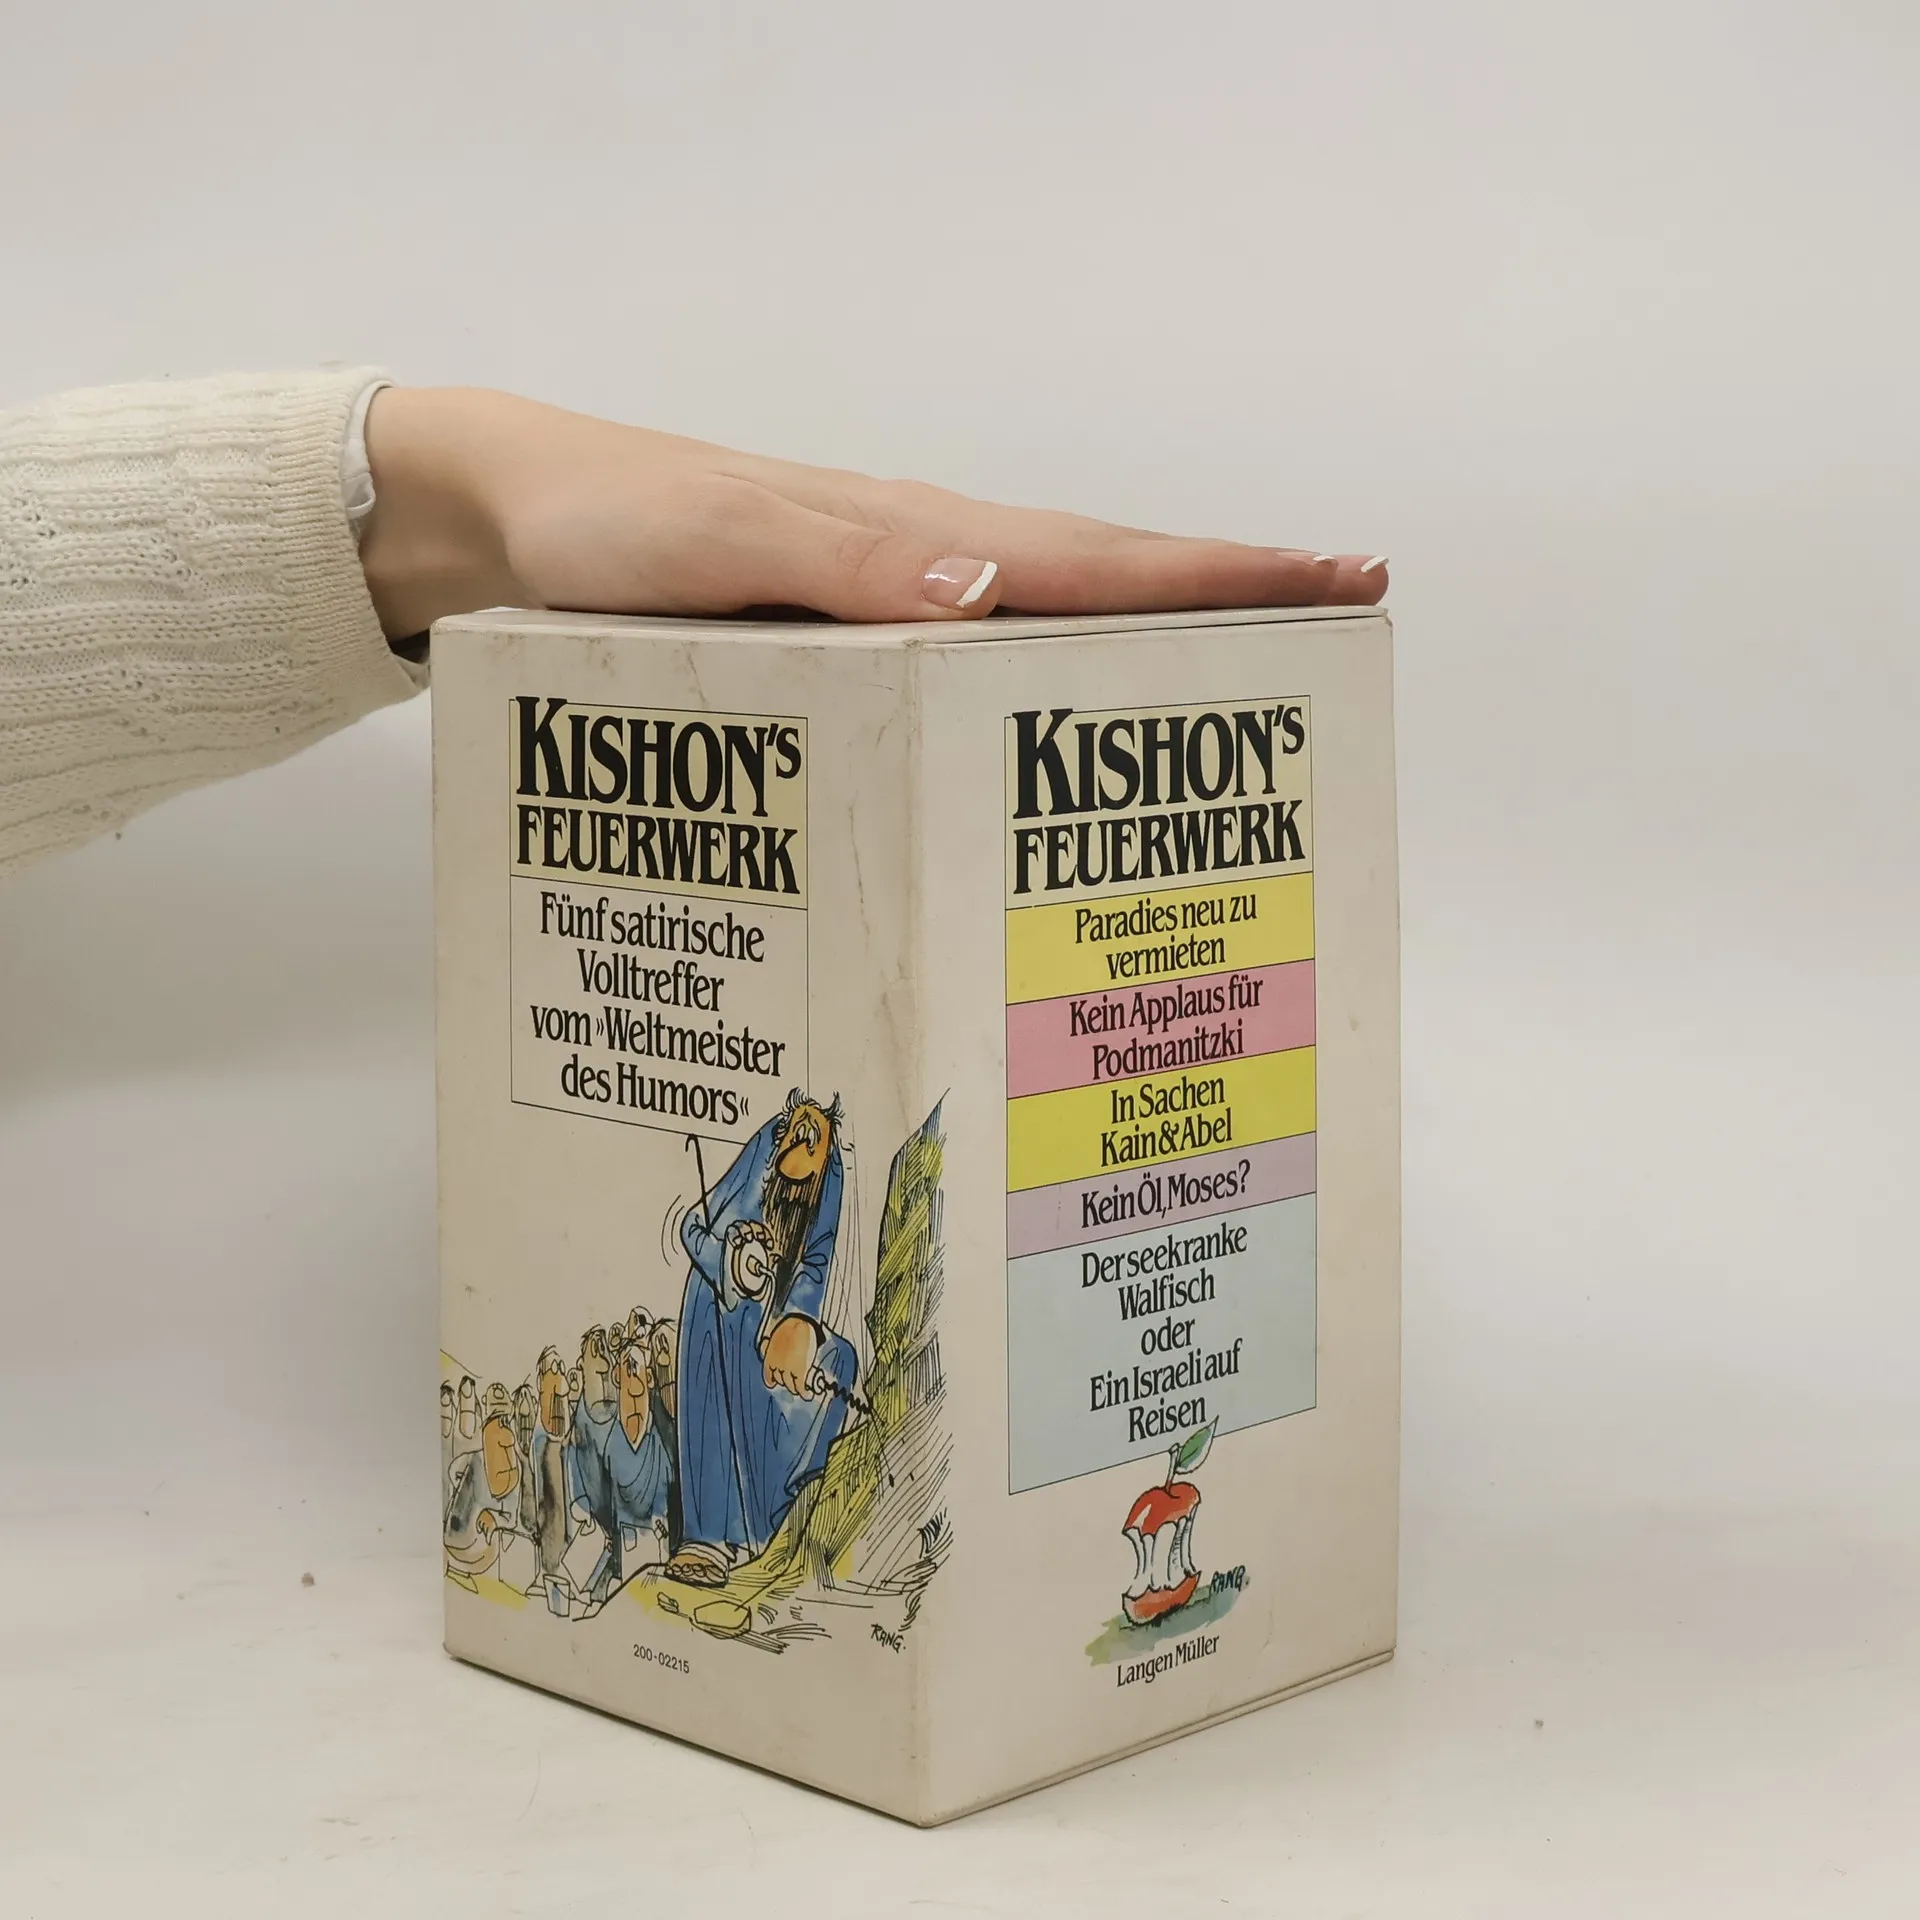 KISHON'S
FEUERWERK
Fünf satirische
Volltreffer
vom »Weltmeister
des Humors«
RANG.
200-02215
KISHON'S
FEUERWERK
Paradies neu zu
vermieten
Kein Applaus für
Podmanitzki
In Sachen
Kain & Abel
Kein Öl, Moses?
Der seekranke
Walfisch
oder
Ein Israeli auf
Reisen
RANG.
Langen Müller